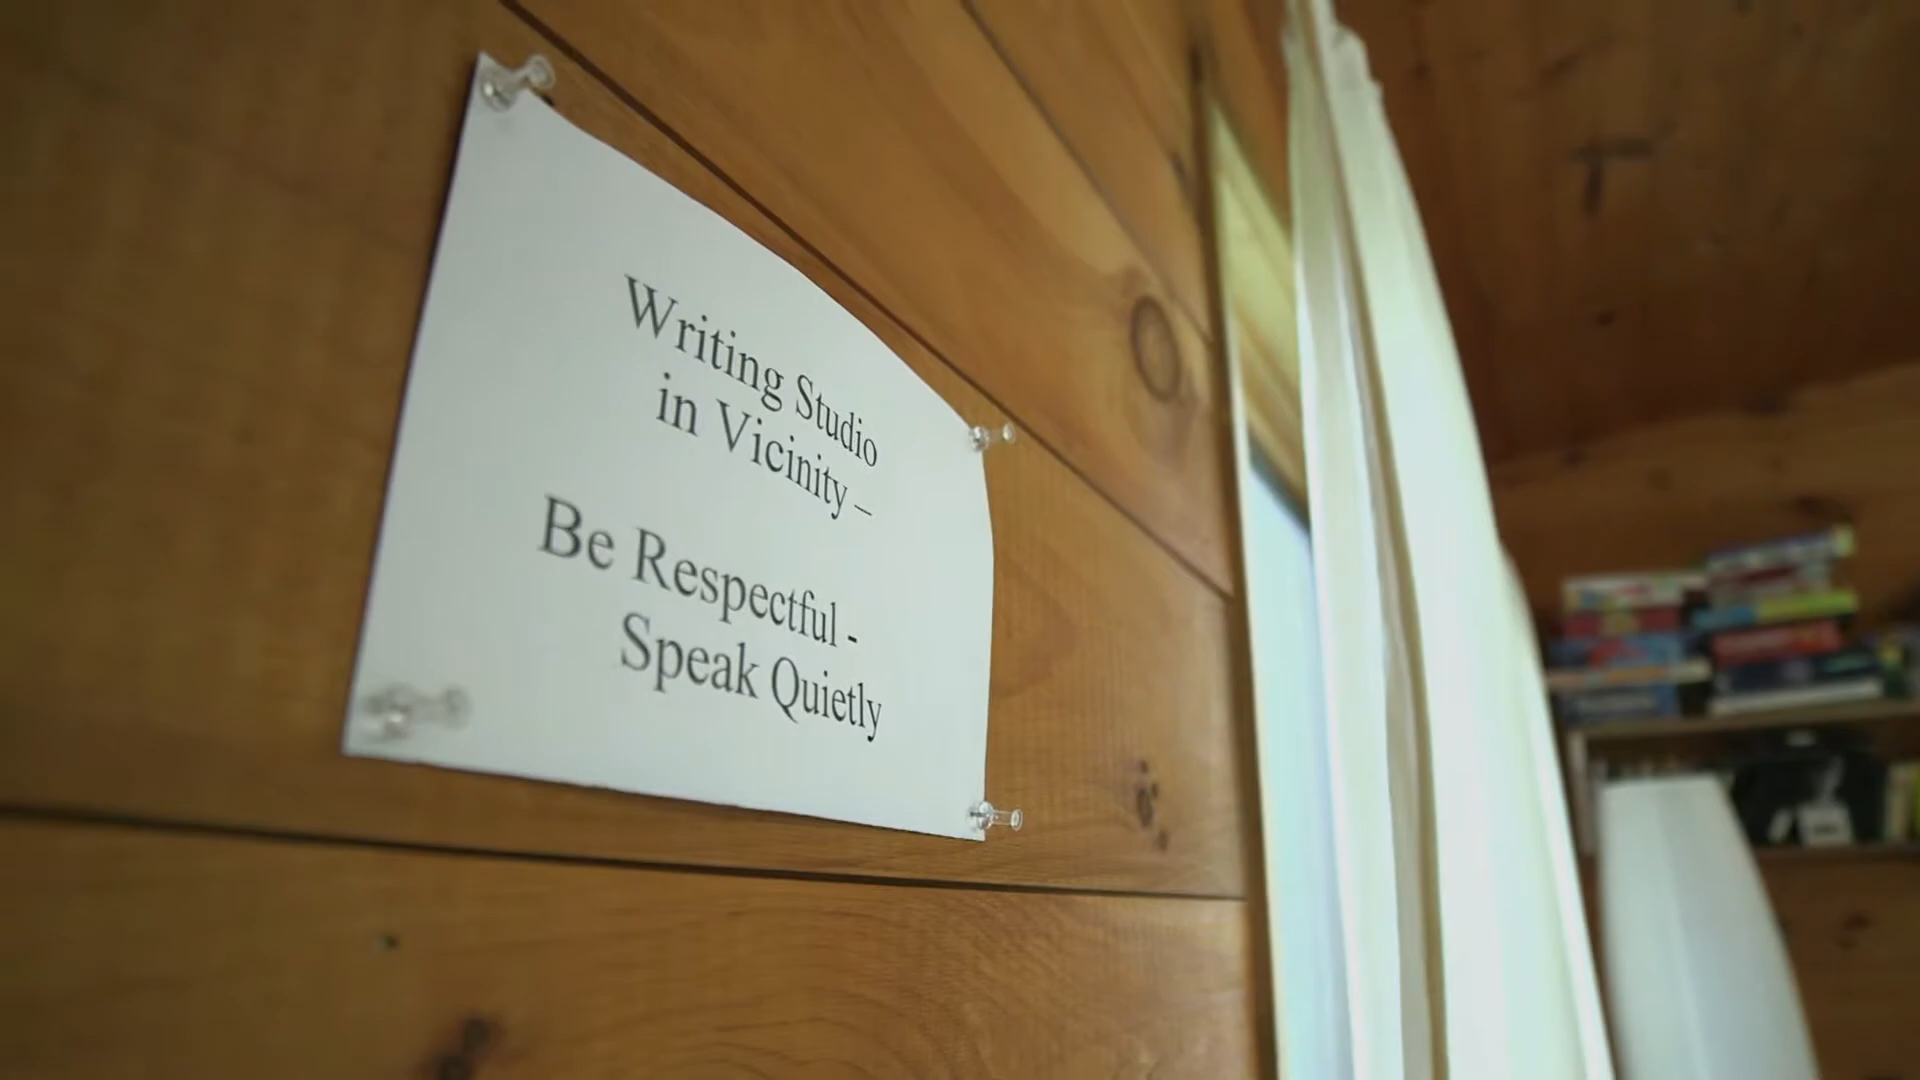 Writing Studio
in Vicinity –
Be Respectful -
Speak Quietly